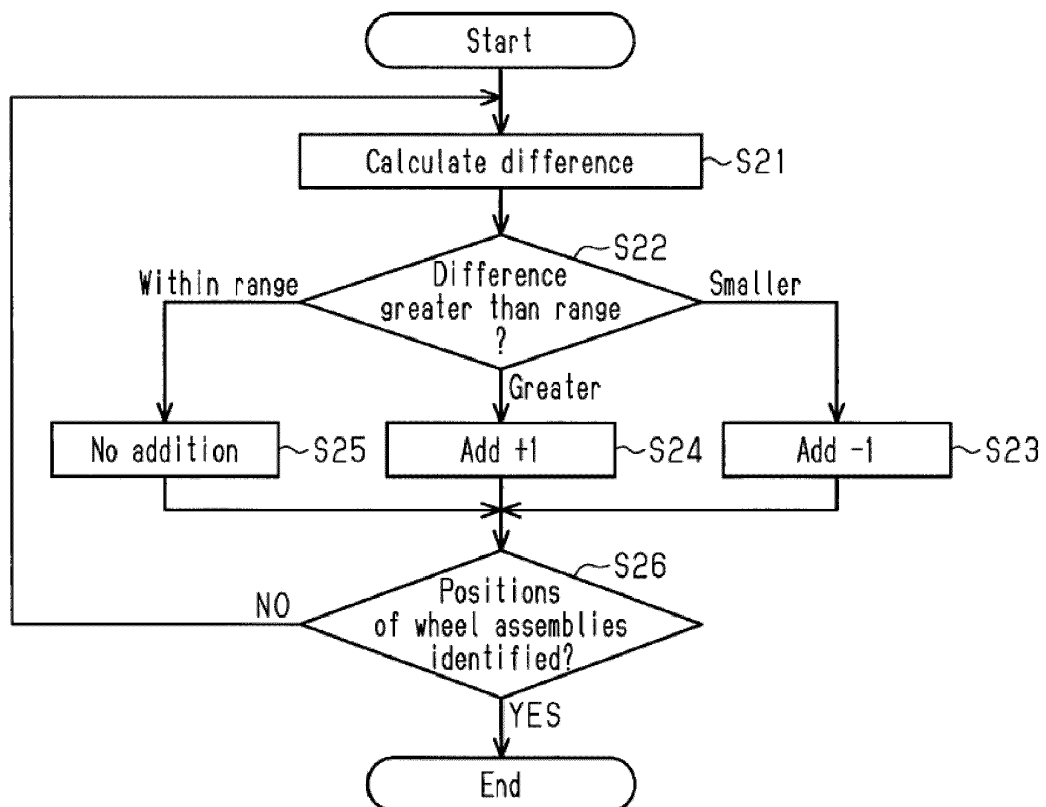 Start
Calculate difference
S21
S22
Within range
Difference
greater than range
?
Smaller
Greater
No addition
S25
Add +1
S24
Add -1
S23
S26
Positions
of wheel assemblies
identified?
NO
YES
End